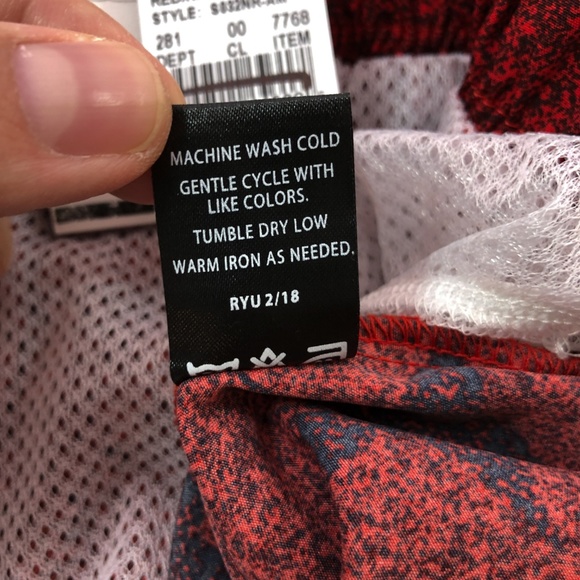 281 00 7768
DEPT CL ITEM
MACHINE WASH COLD
GENTLE CYCLE WITH
LIKE COLORS.
TUMBLE DRY LOW
WARM IRON AS NEEDED.
RYU 2/18